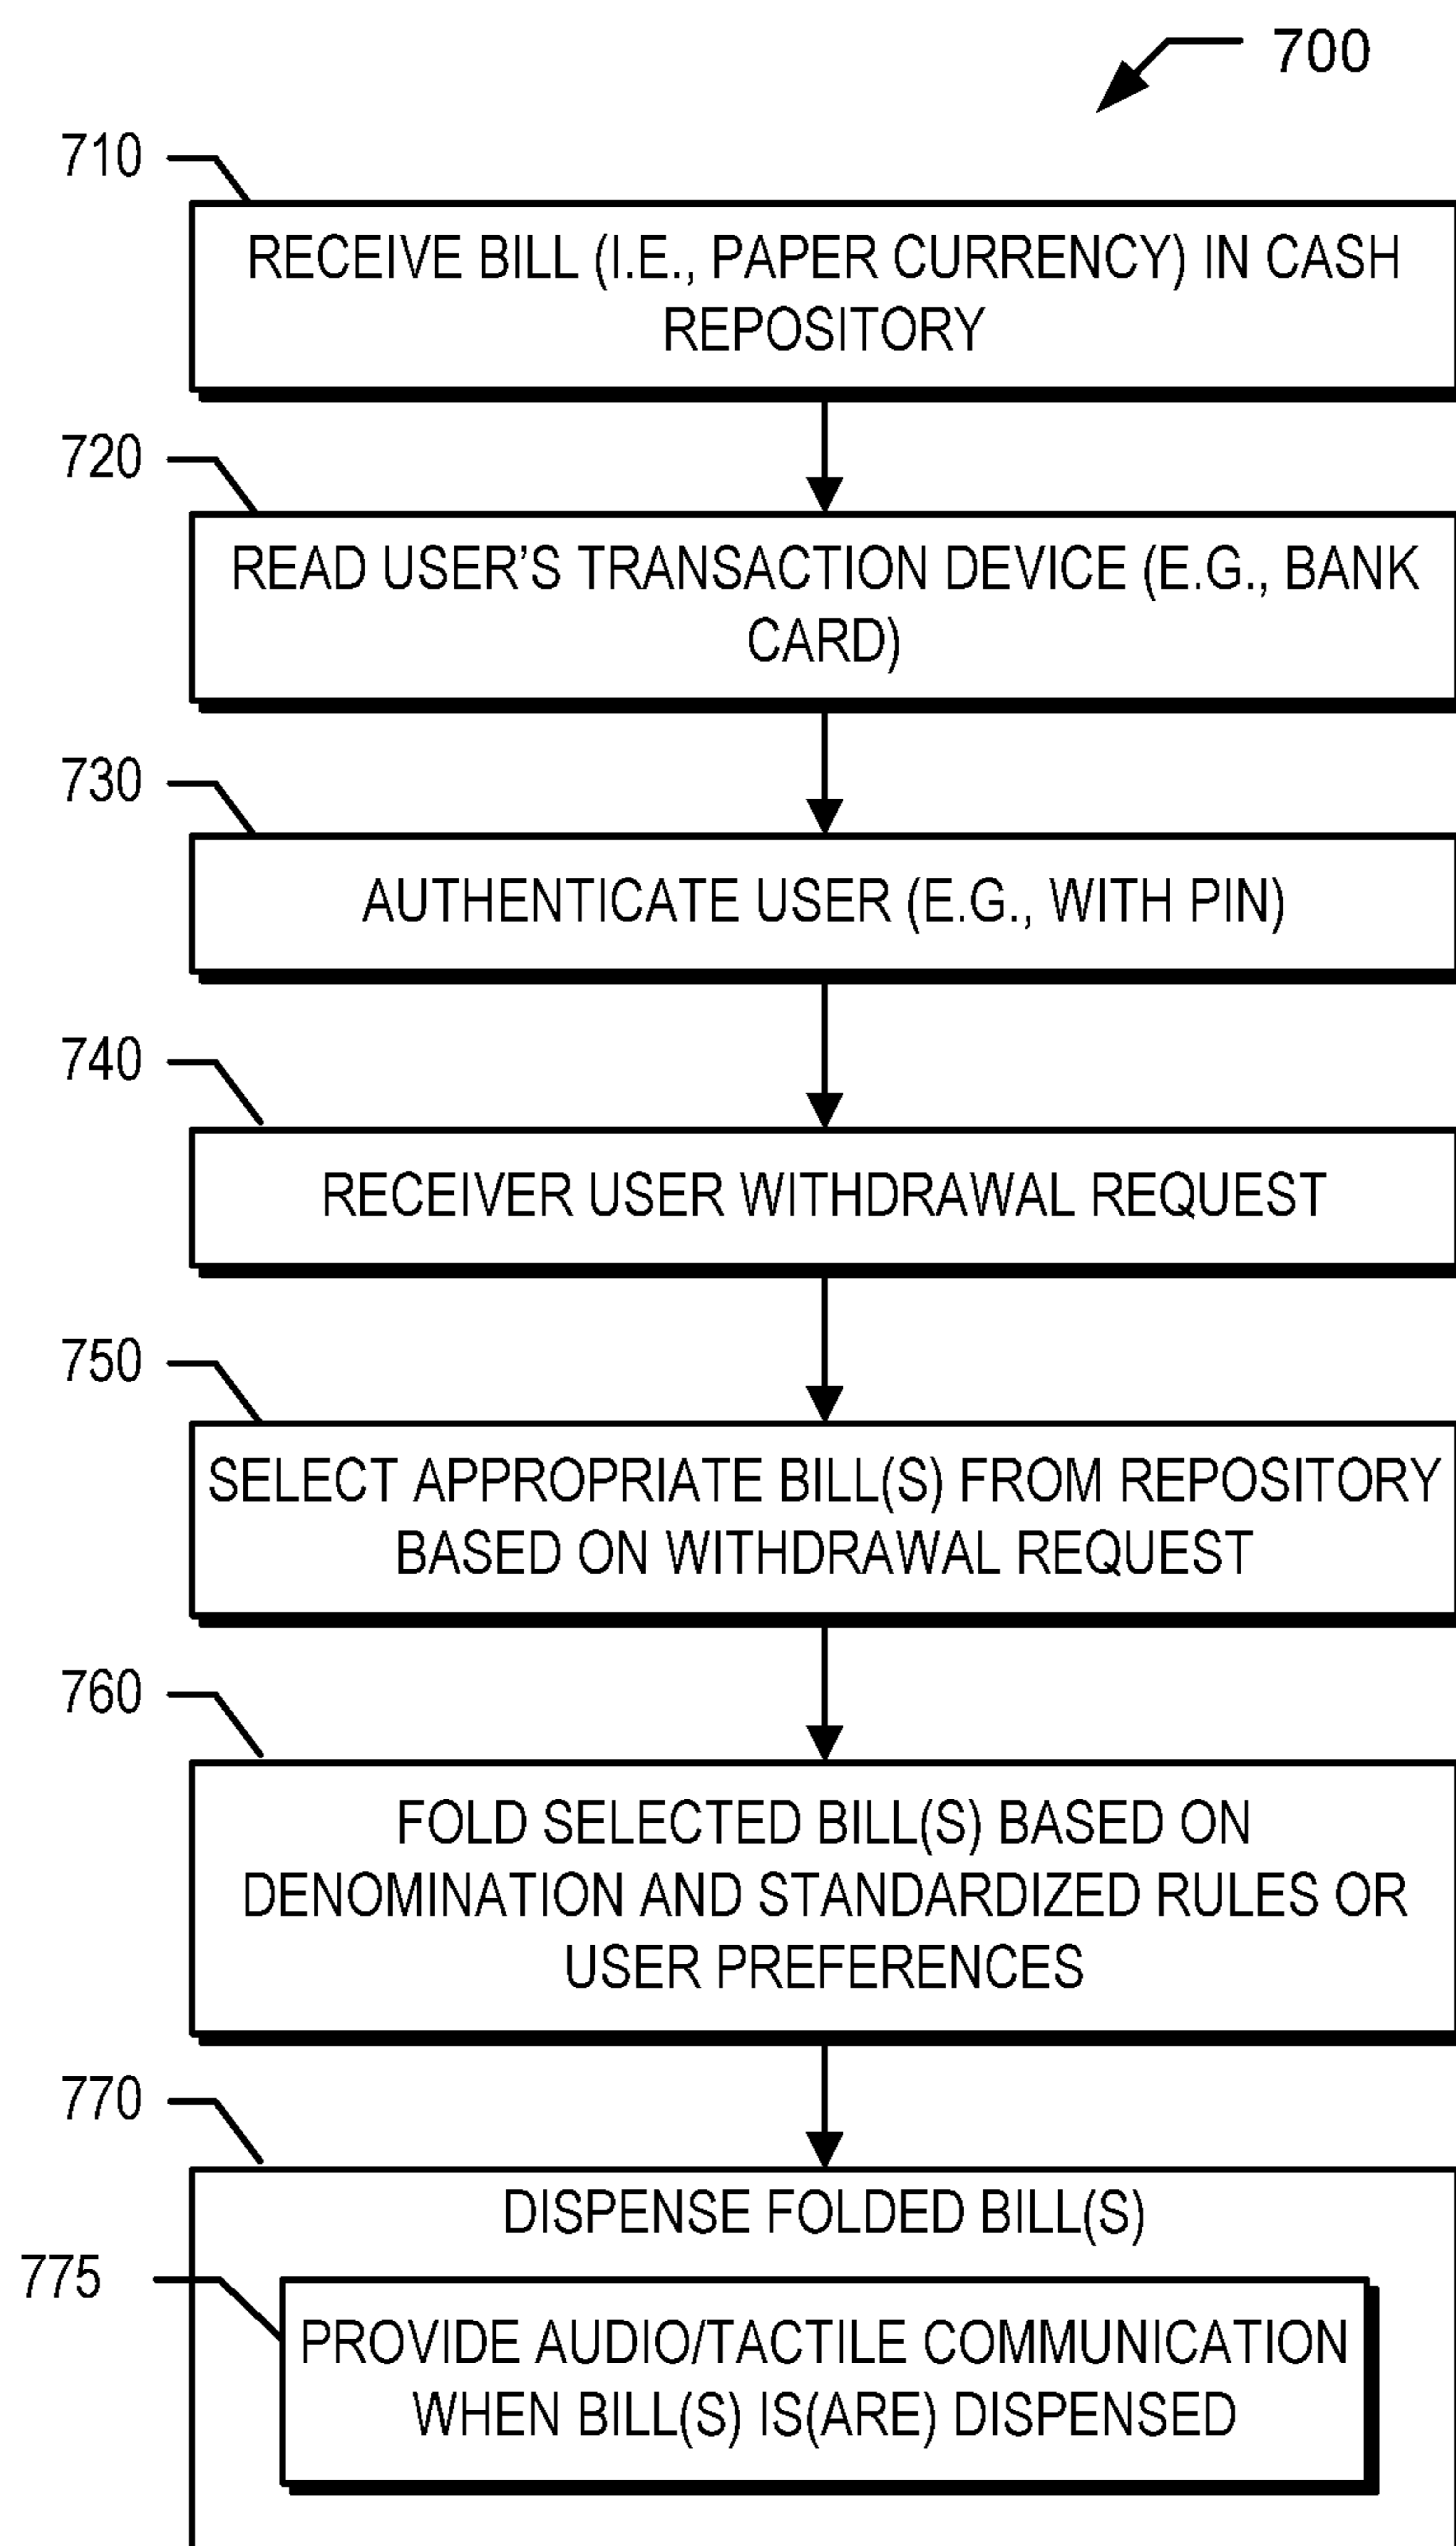 700
710
RECEIVE BILL (I.E., PAPER CURRENCY) IN CASH
REPOSITORY
720
READ USER’S TRANSACTION DEVICE (E.G., BANK
CARD)
730
AUTHENTICATE USER (E.G., WITH PIN)
740
RECEIVER USER WITHDRAWAL REQUEST
750
SELECT APPROPRIATE BILL(S) FROM REPOSITORY
BASED ON WITHDRAWAL REQUEST
760
FOLD SELECTED BILL(S) BASED ON
DENOMINATION AND STANDARDIZED RULES OR
USER PREFERENCES
770
DISPENSE FOLDED BILL(S)
775
PROVIDE AUDIO/TACTILE COMMUNICATION
WHEN BILL(S) IS(ARE) DISPENSED